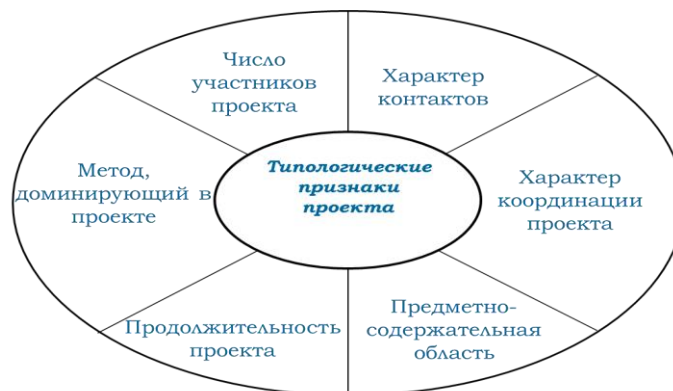 Число
участников
проекта
Характер
контактов
Метод,
доминирующий в
проекте
Типологические
признаки
проекта
Характер
координации
проекта
Продолжительность
проекта
Предметно-
содержательная
область